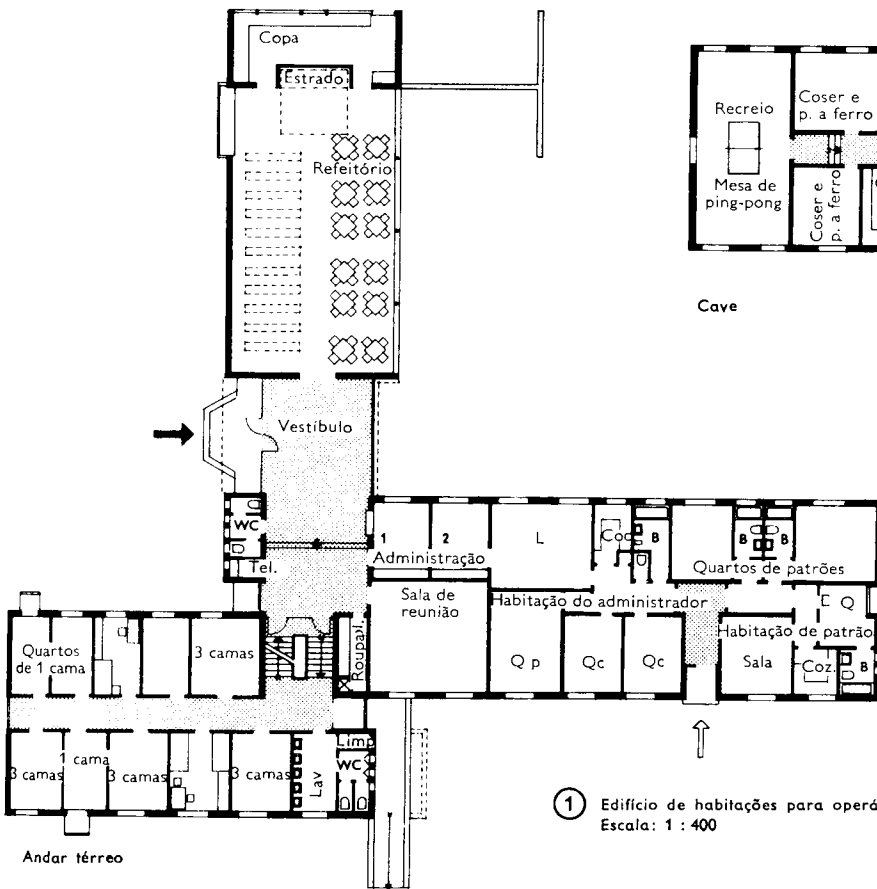 Copa
Estrado
Refeitório
Vestíbulo
WC
Tel.
1
2
Administração
L
Co
B
B
B
Quartos de patrões
Sala de
reunião
Habitação do administrador
Q
Habitação de patrão
Roupar.
Q p
Qc
Qc
Sala
Coz.
B
Quartos
de 1 cama
3 camas
3 camas
1 cama
3 camas
3 camas
Lav
Limp
WC
Andar térreo
Recreio
Mesa de
ping-pong
Coser e
p. a ferro
Coser e
p. a ferro
Cave
1 Edifício de habitações para operá
Escala: 1 : 400